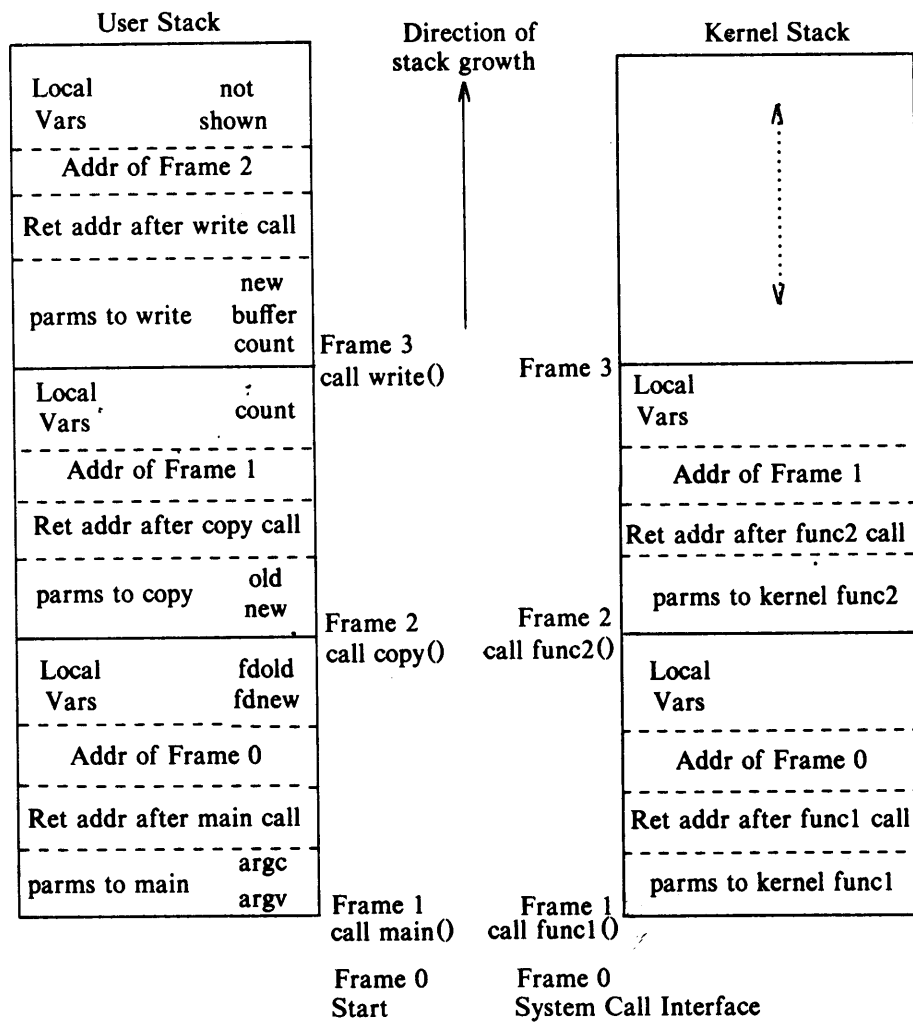 User Stack
Local not
Vars shown
Addr of Frame 2
Ret addr after write call
new
parms to write buffer
count
Local :
Vars count
Addr of Frame 1
Ret addr after copy call
parms to copy old
new
Local fdold
Vars fdnew
Addr of Frame 0
Ret addr after main call
parms to main argc
argv
Direction of
stack growth
Frame 3
call write()
Frame 2
call copy()
Frame 1
call main()
Frame 0
Start
Kernel Stack
Frame 3
Local
Vars
Addr of Frame 1
Ret addr after func2 call
parms to kernel func2
Frame 2
call func2()
Local
Vars
Addr of Frame 0
Ret addr after func1 call
parms to kernel func1
Frame 1
call func1()
Frame 0
System Call Interface